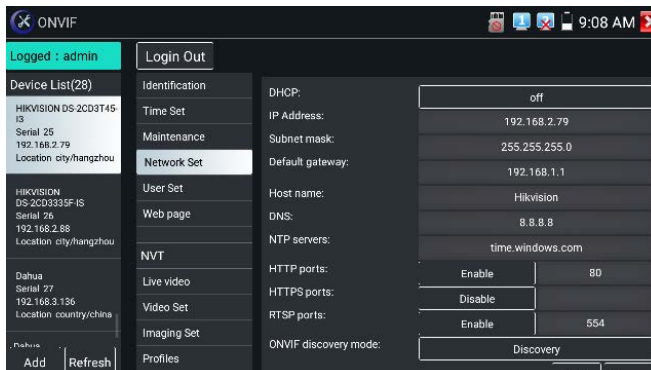 ONVIF
9:08 AM
Logged : admin
Login Out
Device List(28)
HIKVISION DS-2CD3T45-
I3
Serial 25
192.168.2.79
Location city/hangzhou
HIKVISION
DS-2CD3335F-IS
Serial 26
192.168.2.88
Location city/hangzhou
Dahua
Serial 27
192.168.3.136
Location country/china
Dahua
Add
Refresh
Identification
Time Set
Maintenance
Network Set
User Set
Web page
NVT
Live video
Video Set
Imaging Set
Profiles
DHCP: off
IP Address: 192.168.2.79
Subnet mask: 255.255.255.0
Default gateway: 192.168.1.1
Host name: Hikvision
DNS: 8.8.8.8
NTP servers: time.windows.com
HTTP ports: Enable 80
HTTPS ports: Disable
RTSP ports: Enable 554
ONVIF discovery mode: Discovery